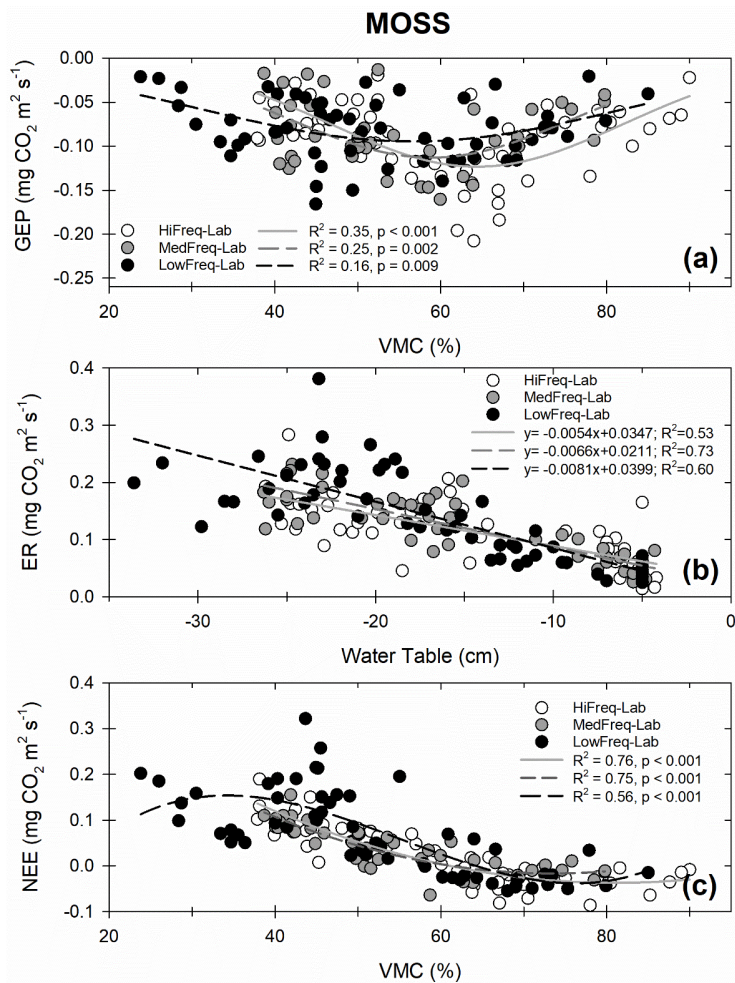 MOSS
0.00
-0.05
-0.10
-0.15
-0.20
-0.25
GEP (mg CO2 m2 s-1)
HiFreq-Lab R2 = 0.35, p < 0.001
MedFreq-Lab R2 = 0.25, p = 0.002
LowFreq-Lab R2 = 0.16, p = 0.009
(a)
20 40 60 80
VMC (%)
0.4
0.3
0.2
0.1
0.0
ER (mg CO2 m2 s-1)
HiFreq-Lab
MedFreq-Lab
LowFreq-Lab
y= -0.0054x+0.0347; R2=0.53
y= -0.0066x+0.0211; R2=0.73
y= -0.0081x+0.0399; R2=0.60
(b)
-30 -20 -10 0
Water Table (cm)
0.4
0.3
0.2
0.1
0.0
-0.1
NEE (mg CO2 m2 s-1)
HiFreq-Lab
MedFreq-Lab
LowFreq-Lab
R2 = 0.76, p < 0.001
R2 = 0.75, p < 0.001
R2 = 0.56, p < 0.001
(c)
20 40 60 80
VMC (%)